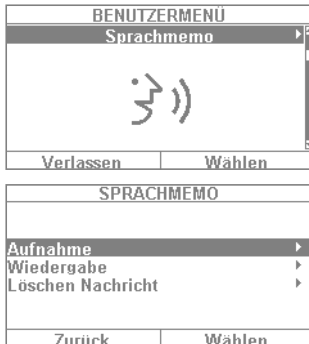 BENUTZERMENÜ
Sprachmemo
Verlassen Wählen
SPRACHMEMO
Aufnahme
Wiedergabe
Löschen Nachricht
Zurück Wählen